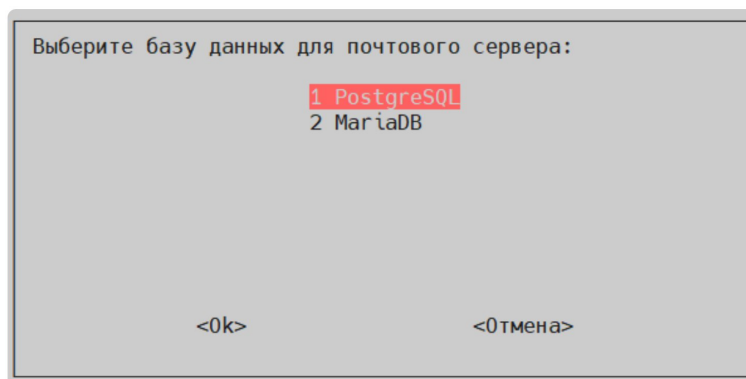 Выберите базу данных для почтового сервера:
1 PostgreSQL
2 MariaDB
<Ok> <Отмена>